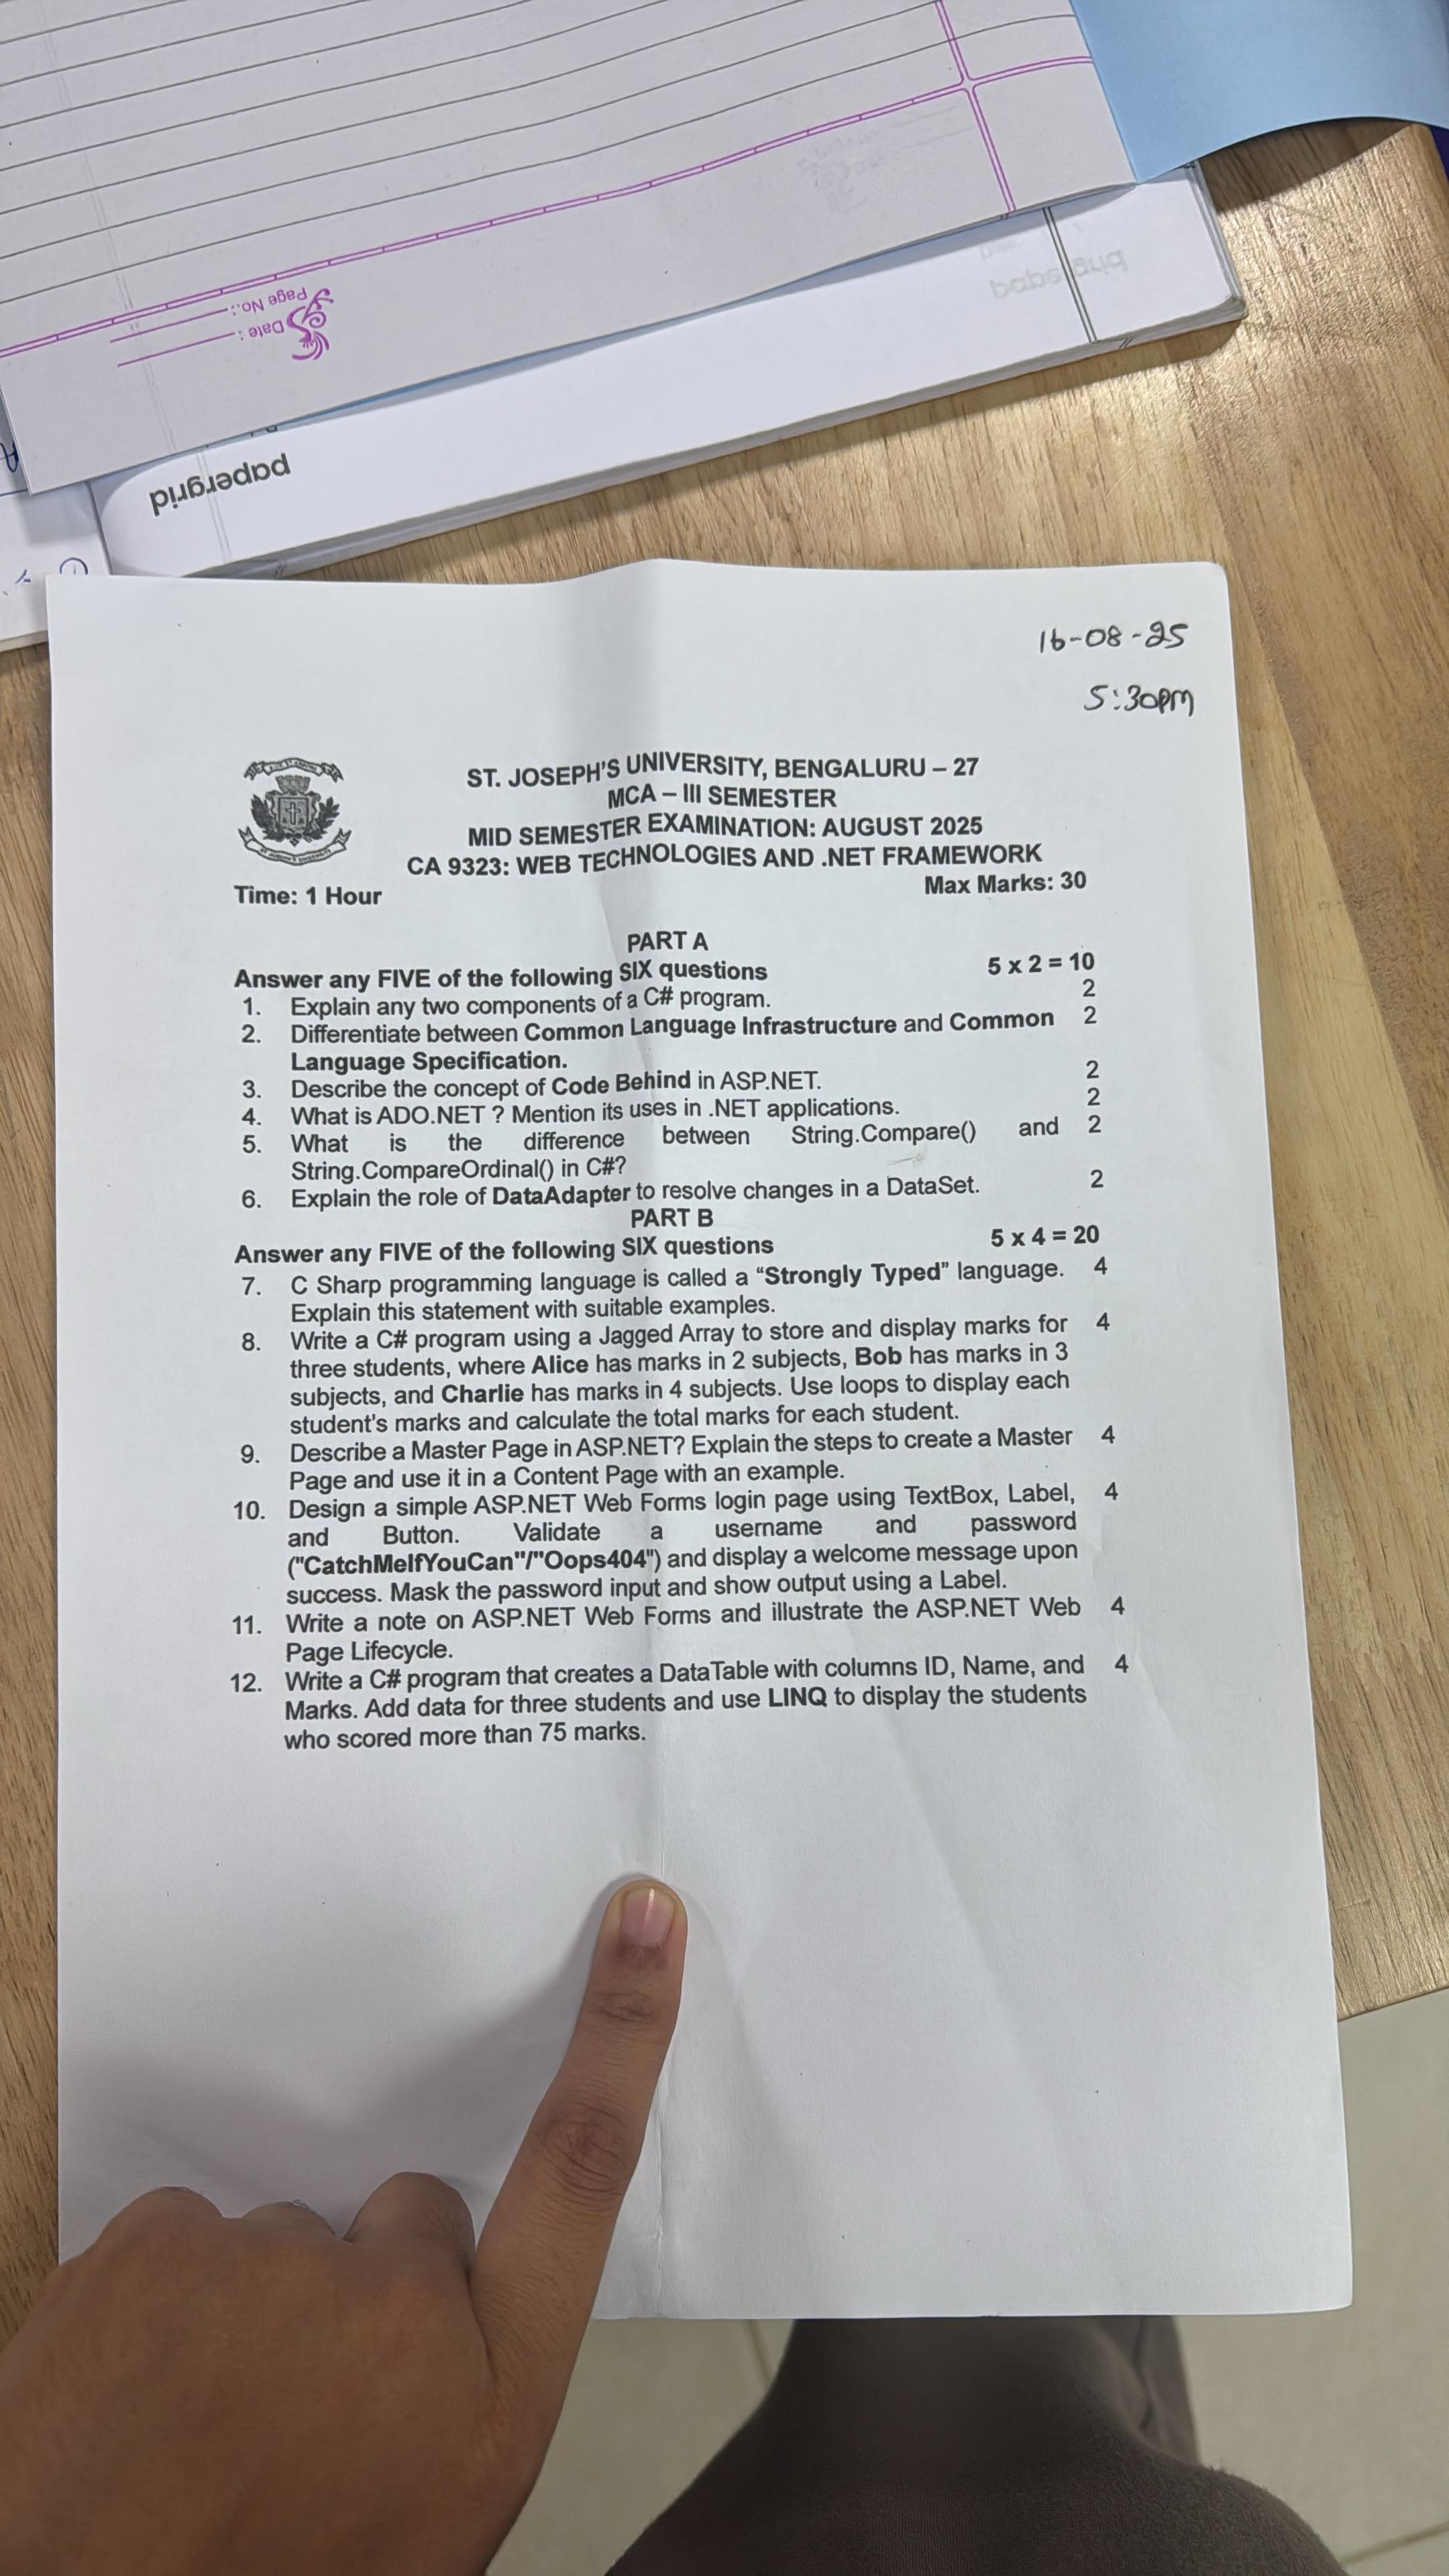 Page No.:
Date :
papergrid
16-08-25
5:30pm
ST. JOSEPH'S UNIVERSITY, BENGALURU – 27
MCA – III SEMESTER
MID SEMESTER EXAMINATION: AUGUST 2025
CA 9323: WEB TECHNOLOGIES AND .NET FRAMEWORK
Time: 1 Hour Max Marks: 30
PART A
Answer any FIVE of the following SIX questions 5 x 2 = 10
1. Explain any two components of a C# program. 2
2. Differentiate between Common Language Infrastructure and Common 2
Language Specification.
3. Describe the concept of Code Behind in ASP.NET. 2
4. What is ADO.NET ? Mention its uses in .NET applications. 2
5. What is the difference between String.Compare() and 2
String.CompareOrdinal() in C#?
6. Explain the role of DataAdapter to resolve changes in a DataSet. 2
PART B
Answer any FIVE of the following SIX questions 5 x 4 = 20
7. C Sharp programming language is called a “Strongly Typed” language. 4
Explain this statement with suitable examples.
8. Write a C# program using a Jagged Array to store and display marks for 4
three students, where Alice has marks in 2 subjects, Bob has marks in 3
subjects, and Charlie has marks in 4 subjects. Use loops to display each
student's marks and calculate the total marks for each student.
9. Describe a Master Page in ASP.NET? Explain the steps to create a Master 4
Page and use it in a Content Page with an example.
10. Design a simple ASP.NET Web Forms login page using TextBox, Label, 4
and Button. Validate a username and password
("CatchMeIfYouCan"/"Oops404") and display a welcome message upon
success. Mask the password input and show output using a Label.
11. Write a note on ASP.NET Web Forms and illustrate the ASP.NET Web 4
Page Lifecycle.
12. Write a C# program that creates a DataTable with columns ID, Name, and 4
Marks. Add data for three students and use LINQ to display the students
who scored more than 75 marks.